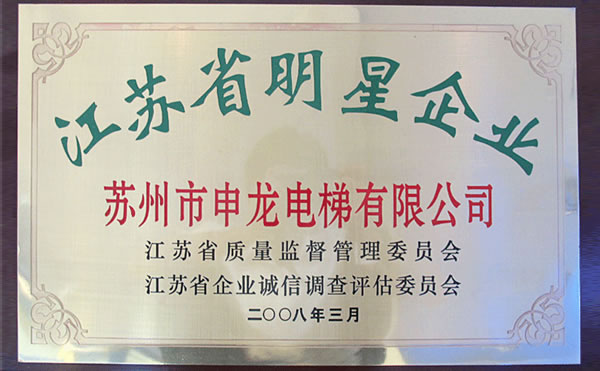 江苏省明星企业
苏州市申龙电梯有限公司
江苏省质量监督管理委员会
江苏省企业诚信调查评估委员会
二〇〇八年三月